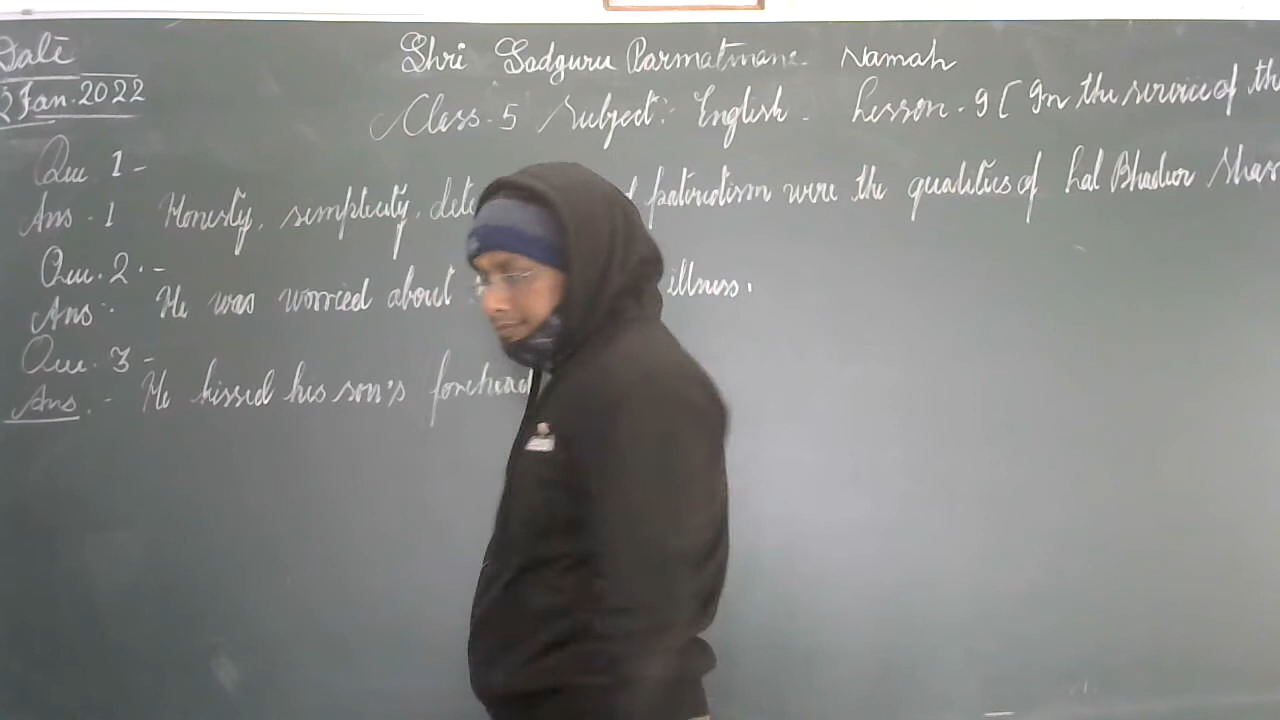 Date
Shri Sadguru Parmatmane Namah
2 Jan. 2022
Class. 5 Subject: English. Lesson. 9 [ In the service of the
Que 1 -
Ans. 1 Honesty, simplicity, patriotism were the qualities of Lal Bhadur
Que. 2. -
Ans: He was worried about illness.
Que. 3 -
Ans. - He kissed his son's forehead